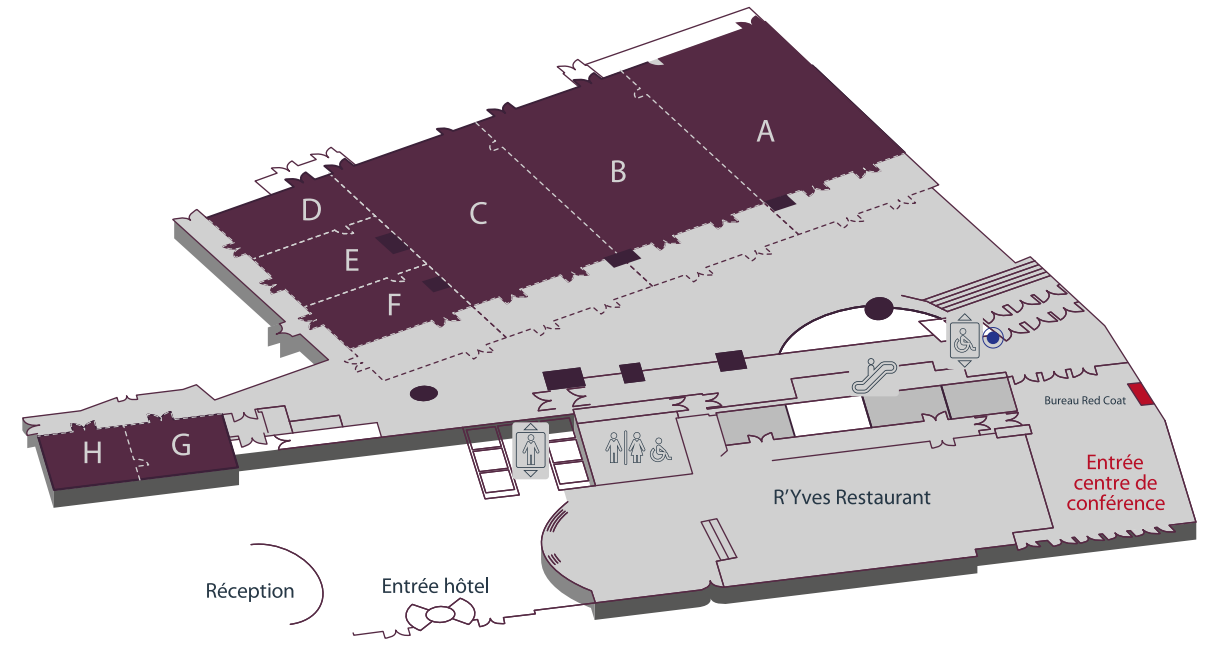 A
B
C
D
E
F
Bureau Red Coat
H
G
Entrée
centre de
conférence
R'Yves Restaurant
Réception
Entrée hôtel